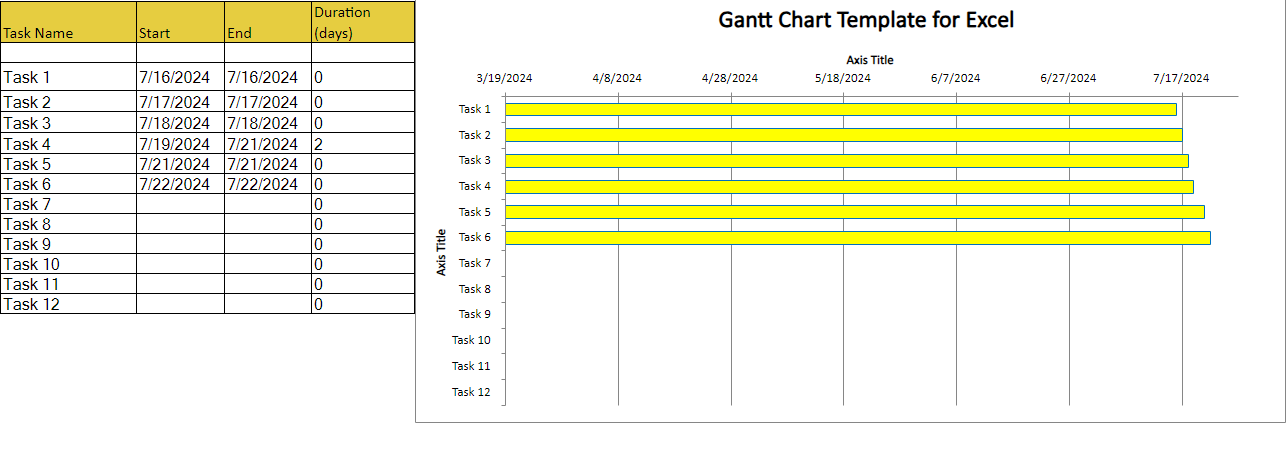 Task Name Start End Duration (days)
Task 1 7/16/2024 7/16/2024 0
Task 2 7/17/2024 7/17/2024 0
Task 3 7/18/2024 7/18/2024 0
Task 4 7/19/2024 7/21/2024 2
Task 5 7/21/2024 7/21/2024 0
Task 6 7/22/2024 7/22/2024 0
Task 7 0
Task 8 0
Task 9 0
Task 10 0
Task 11 0
Task 12 0
Gantt Chart Template for Excel
Axis Title
3/19/2024 4/8/2024 4/28/2024 5/18/2024 6/7/2024 6/27/2024 7/17/2024
Axis Title
Task 1
Task 2
Task 3
Task 4
Task 5
Task 6
Task 7
Task 8
Task 9
Task 10
Task 11
Task 12